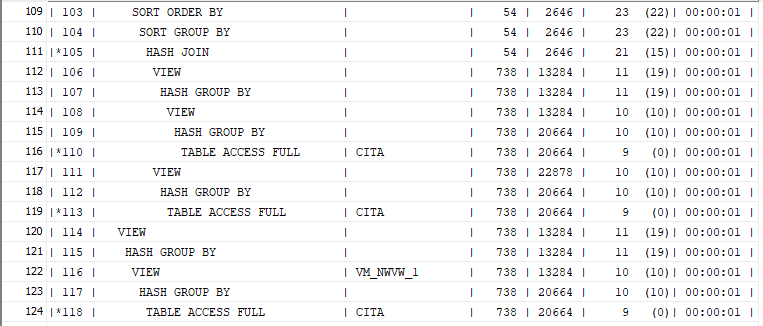 109 | 103 | SORT ORDER BY | | 54 | 2646 | 23 (22)| 00:00:01 |
110 | 104 | SORT GROUP BY | | 54 | 2646 | 23 (22)| 00:00:01 |
111 |*105 | HASH JOIN | | 54 | 2646 | 21 (15)| 00:00:01 |
112 | 106 | VIEW | | 738 | 13284 | 11 (19)| 00:00:01 |
113 | 107 | HASH GROUP BY | | 738 | 13284 | 11 (19)| 00:00:01 |
114 | 108 | VIEW | | 738 | 13284 | 10 (10)| 00:00:01 |
115 | 109 | HASH GROUP BY | | 738 | 20664 | 10 (10)| 00:00:01 |
116 |*110 | TABLE ACCESS FULL | CITA | 738 | 20664 | 9 (0)| 00:00:01 |
117 | 111 | VIEW | | 738 | 22878 | 10 (10)| 00:00:01 |
118 | 112 | HASH GROUP BY | | 738 | 20664 | 10 (10)| 00:00:01 |
119 |*113 | TABLE ACCESS FULL | CITA | 738 | 20664 | 9 (0)| 00:00:01 |
120 | 114 | VIEW | | 738 | 13284 | 11 (19)| 00:00:01 |
121 | 115 | HASH GROUP BY | | 738 | 13284 | 11 (19)| 00:00:01 |
122 | 116 | VIEW | VM_NWVW_1 | 738 | 13284 | 10 (10)| 00:00:01 |
123 | 117 | HASH GROUP BY | | 738 | 20664 | 10 (10)| 00:00:01 |
124 |*118 | TABLE ACCESS FULL | CITA | 738 | 20664 | 9 (0)| 00:00:01 |